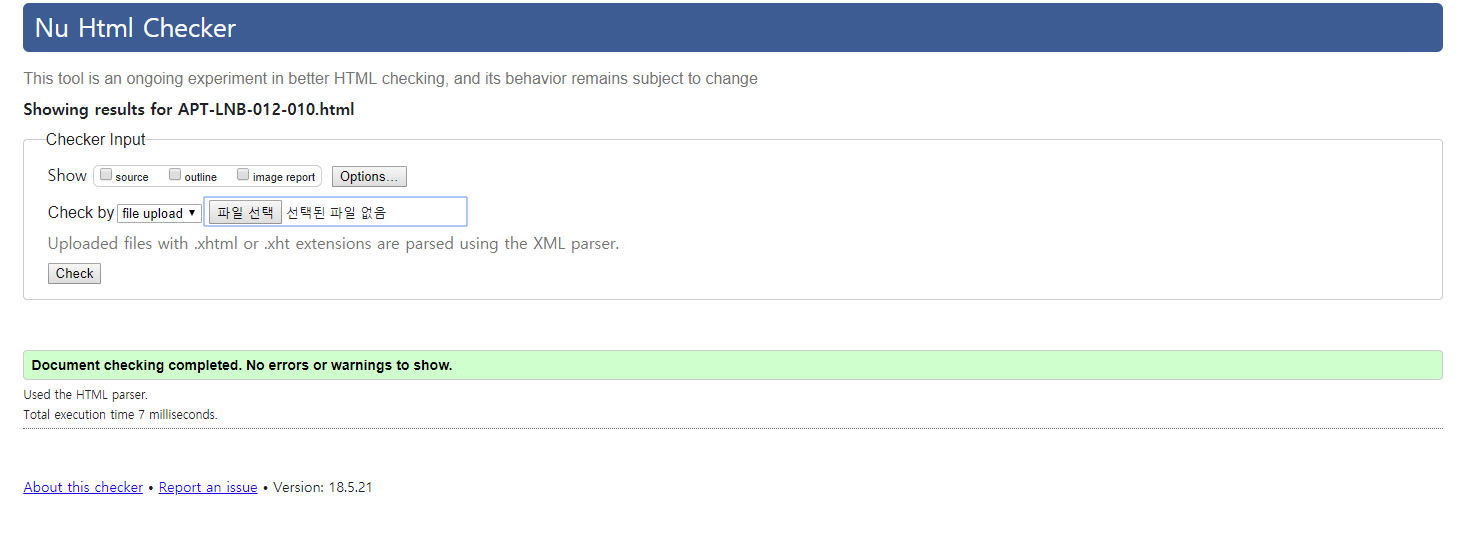 Nu Html Checker
This tool is an ongoing experiment in better HTML checking, and its behavior remains subject to change
Showing results for APT-LNB-012-010.html
Checker Input
Show source outline image report Options...
Check by file upload 파일 선택 선택된 파일 없음
Uploaded files with .xhtml or .xht extensions are parsed using the XML parser.
Check
Document checking completed. No errors or warnings to show.
Used the HTML parser.
Total execution time 7 milliseconds.
About this checker • Report an issue • Version: 18.5.21